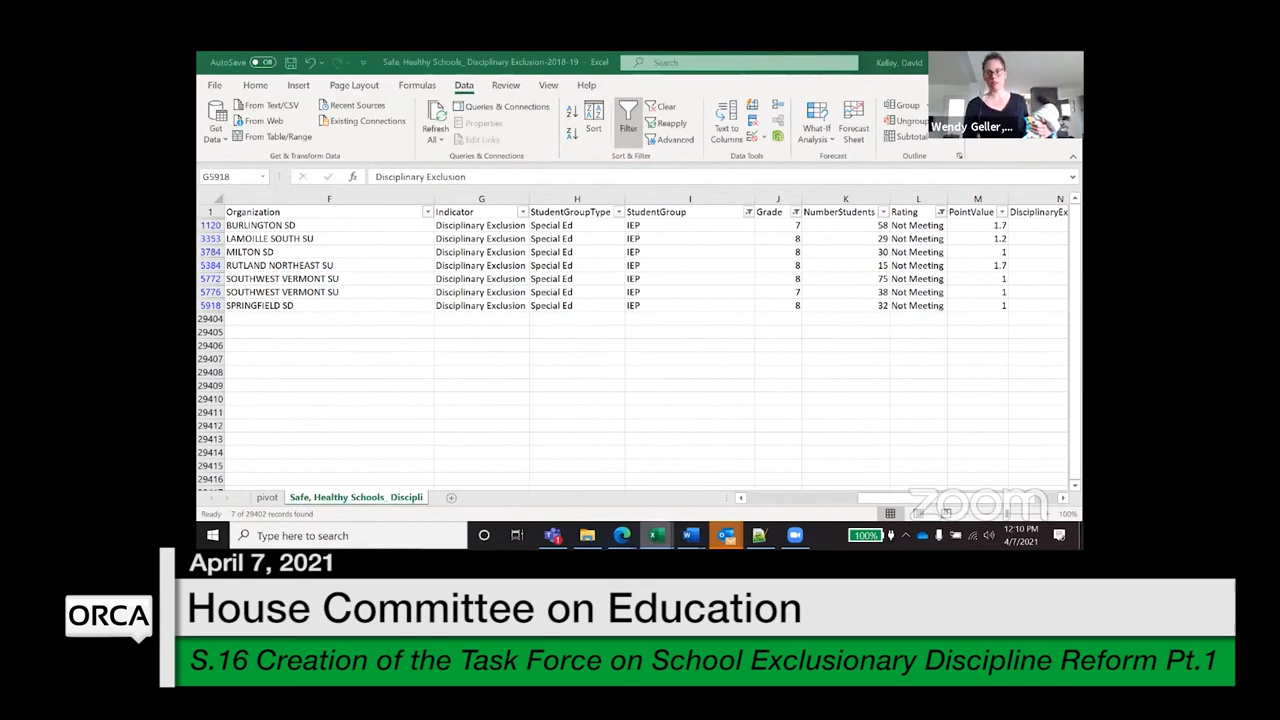 AutoSave Off Safe, Healthy Schools_ Disciplinary Exclusion-2018-19 - Excel Search Kelley, David
File Home Insert Page Layout Formulas Data Review View Help
Get Data From Text/CSV From Web From Table/Range Recent Sources Existing Connections
Refresh All Queries & Connections Properties Edit Links
Sort Filter Clear Reapply Advanced
Text to Columns What-If Analysis Forecast Sheet Group Ungroup Subtotal
Get & Transform Data Queries & Connections Sort & Filter Data Tools Forecast Outline
Wendy Geller,...
G5918 fx Disciplinary Exclusion
F G H I J K L M N
1 Organization Indicator StudentGroupType StudentGroup Grade NumberStudents Rating PointValue DisciplinaryEx
1120 BURLINGTON SD Disciplinary Exclusion Special Ed IEP 7 58 Not Meeting 1.7
3353 LAMOILLE SOUTH SU Disciplinary Exclusion Special Ed IEP 8 29 Not Meeting 1.2
3784 MILTON SD Disciplinary Exclusion Special Ed IEP 8 30 Not Meeting 1
5384 RUTLAND NORTHEAST SU Disciplinary Exclusion Special Ed IEP 8 15 Not Meeting 1.7
5772 SOUTHWEST VERMONT SU Disciplinary Exclusion Special Ed IEP 8 75 Not Meeting 1
5776 SOUTHWEST VERMONT SU Disciplinary Exclusion Special Ed IEP 7 38 Not Meeting 1
5918 SPRINGFIELD SD Disciplinary Exclusion Special Ed IEP 8 32 Not Meeting 1
29404
29405
29406
29407
29408
29409
29410
29411
29412
29413
29414
29415
29416
pivot Safe, Healthy Schools_ Discipli
zoom
Ready 7 of 29402 records found 100%
Type here to search 100% 12:10 PM
4/7/2021
April 7, 2021
ORCA
House Committee on Education
S.16 Creation of the Task Force on School Exclusionary Discipline Reform Pt.1